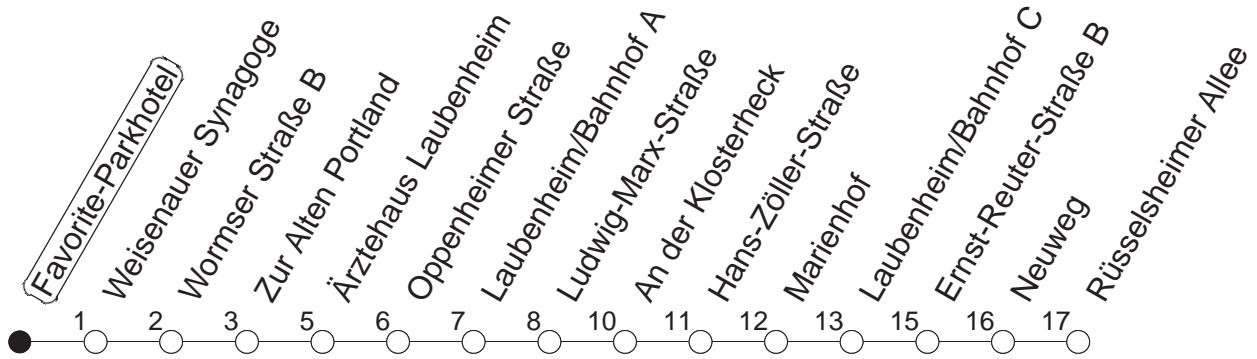 Favorite-Parkhotel
Weisenauer Synagoge
Wormser Straße B
Zur Alten Portland
Ärztehaus Laubenheim
Oppenheimer Straße
Laubenheim/Bahnhof A
Ludwig-Marx-Straße
An der Klosterheck
Hans-Zöller-Straße
Marienhof
Laubenheim/Bahnhof C
Ernst-Reuter-Straße B
Neuweg
Rüsselsheimer Allee
1 2 3 5 6 7 8 10 11 12 13 15 16 17